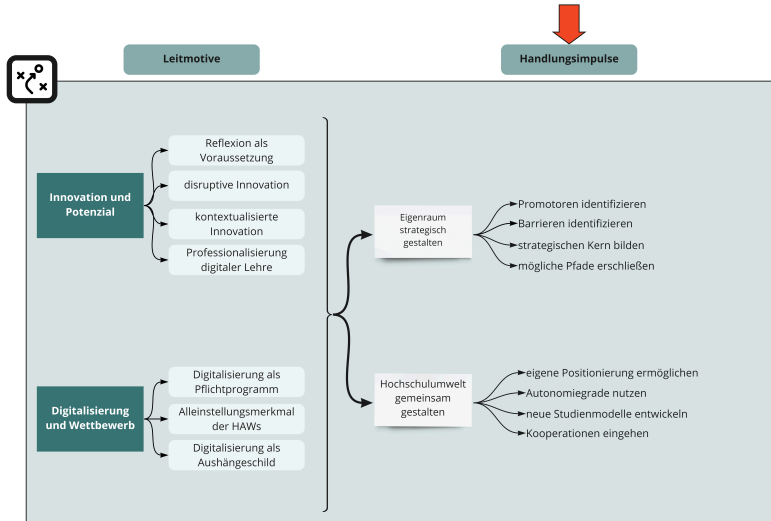 Leitmotive
Handlungsimpulse
Innovation und
Potenzial
Reflexion als
Voraussetzung
disruptive Innovation
kontextualisierte
Innovation
Professionalisierung
digitaler Lehre
Digitalisierung
und Wettbewerb
Digitalisierung als
Pflichtprogramm
Alleinstellungsmerkmal
der HAWs
Digitalisierung als
Aushängeschild
Eigenraum
strategisch
gestalten
Promotoren identifizieren
Barrieren identifizieren
strategischen Kern bilden
mögliche Pfade erschließen
Hochschulumwelt
gemeinsam
gestalten
eigene Positionierung ermöglichen
Autonomiegrade nutzen
neue Studienmodelle entwickeln
Kooperationen eingehen